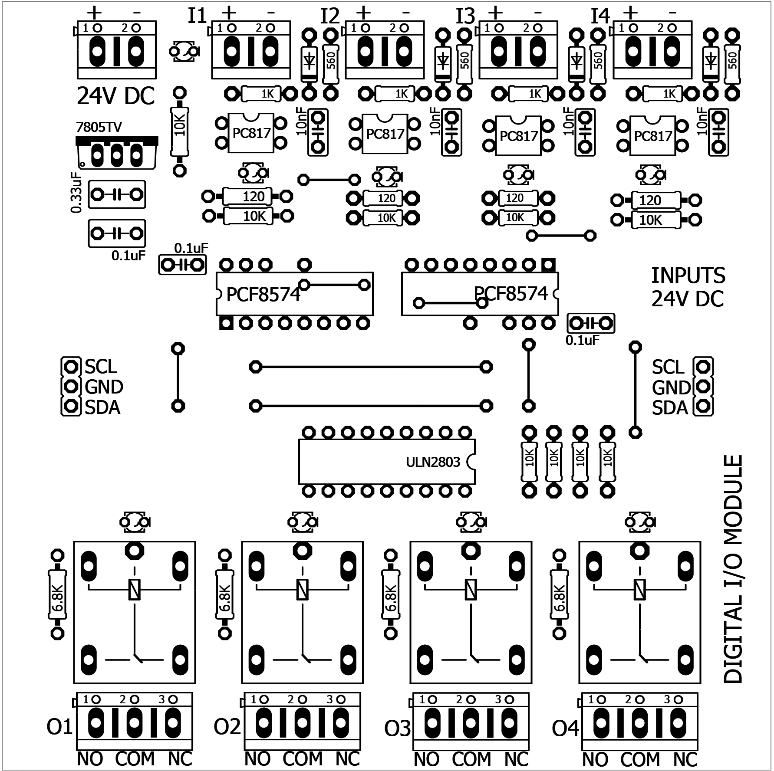 + - I1 + - I2 + - I3 + - I4 + -
1 2 1 2 1 2 1 2 1 2
560 560 560 560
24V DC
1K 1K 1K 1K
10K
10nF 10nF 10nF 10nF
7805TV
PC817 PC817 PC817 PC817
0.33uF
120 120 120 120
10K 10K 10K 10K
0.1uF
0.1uF
PCF8574 PCF8574
INPUTS
24V DC
0.1uF
SCL SCL
GND GND
SDA SDA
ULN2803
10K 10K 10K 10K
DIGITAL I/O MODULE
6.8K 6.8K 6.8K 6.8K
1 2 3 1 2 3 1 2 3 1 2 3
O1 O2 O3 O4
NO COM NC NO COM NC NO COM NC NO COM NC